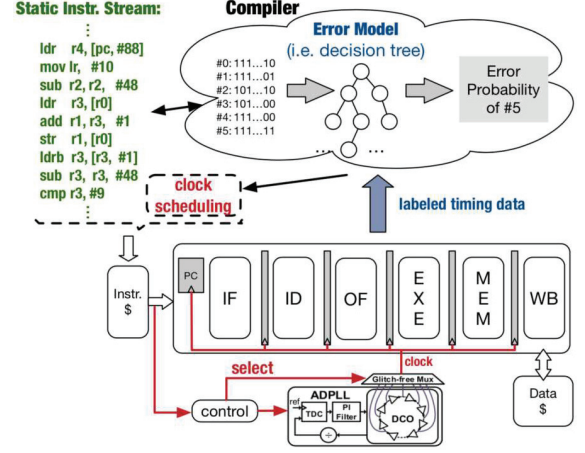 Static Instr. Stream:
⋮
ldr r4, [pc, #88]
mov lr, #10
sub r2, r2, #48
ldr r3, [r0]
add r1, r3, #1
str r1, [r0]
ldrb r3, [r3, #1]
sub r3, r3, #48
cmp r3, #9
⋮
Compiler
Error Model
(i.e. decision tree)
#0: 111...10
#1: 111...01
#2: 101...10
#3: 101...00
#4: 111...00
#5: 111...11
... ...
Error
Probability
of #5
clock
scheduling
labeled timing data
Instr.
$
PC
IF
ID
OF
E
X
E
M
E
M
WB
clock
select
Glitch-free Mux
control
ADPLL
ref
TDC
PI
Filter
÷
DCO
Data
$